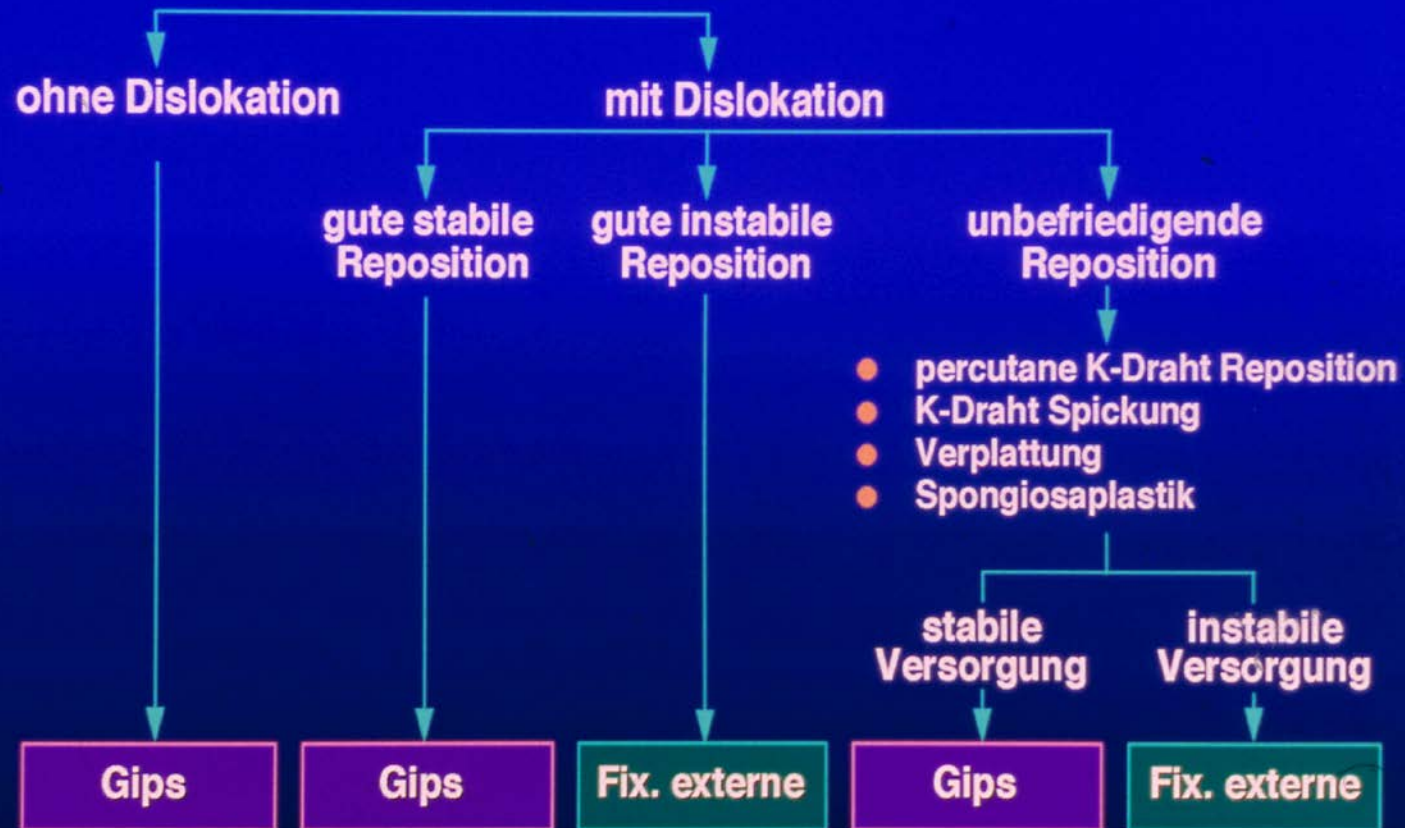 ohne Dislokation
mit Dislokation
gute stabile
Reposition
gute instabile
Reposition
unbefriedigende
Reposition
percutane K-Draht Reposition
K-Draht Spickung
Verplattung
Spongiosaplastik
stabile
Versorgung
instabile
Versorgung
Gips
Gips
Fix. externe
Gips
Fix. externe